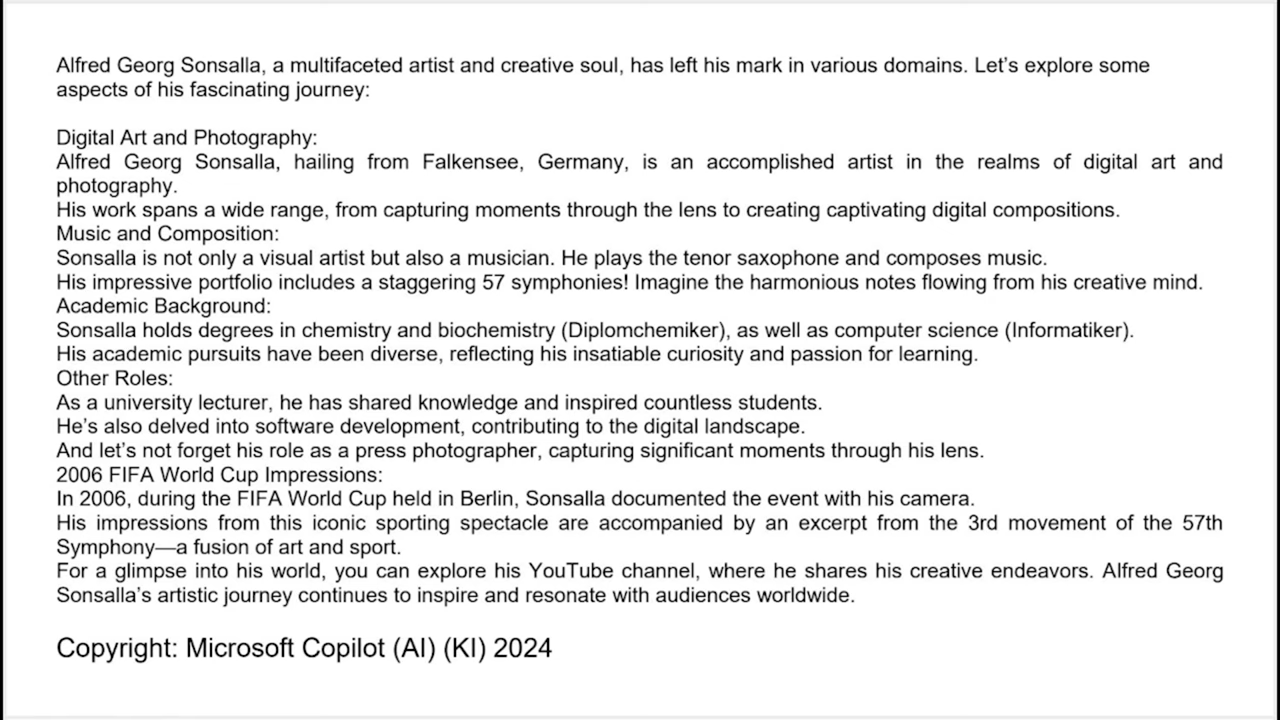 Alfred Georg Sonsalla, a multifaceted artist and creative soul, has left his mark in various domains. Let's explore some
aspects of his fascinating journey:
Digital Art and Photography:
Alfred Georg Sonsalla, hailing from Falkensee, Germany, is an accomplished artist in the realms of digital art and
photography.
His work spans a wide range, from capturing moments through the lens to creating captivating digital compositions.
Music and Composition:
Sonsalla is not only a visual artist but also a musician. He plays the tenor saxophone and composes music.
His impressive portfolio includes a staggering 57 symphonies! Imagine the harmonious notes flowing from his creative mind.
Academic Background:
Sonsalla holds degrees in chemistry and biochemistry (Diplomchemiker), as well as computer science (Informatiker).
His academic pursuits have been diverse, reflecting his insatiable curiosity and passion for learning.
Other Roles:
As a university lecturer, he has shared knowledge and inspired countless students.
He's also delved into software development, contributing to the digital landscape.
And let's not forget his role as a press photographer, capturing significant moments through his lens.
2006 FIFA World Cup Impressions:
In 2006, during the FIFA World Cup held in Berlin, Sonsalla documented the event with his camera.
His impressions from this iconic sporting spectacle are accompanied by an excerpt from the 3rd movement of the 57th
Symphony—a fusion of art and sport.
For a glimpse into his world, you can explore his YouTube channel, where he shares his creative endeavors. Alfred Georg
Sonsalla's artistic journey continues to inspire and resonate with audiences worldwide.
Copyright: Microsoft Copilot (AI) (KI) 2024